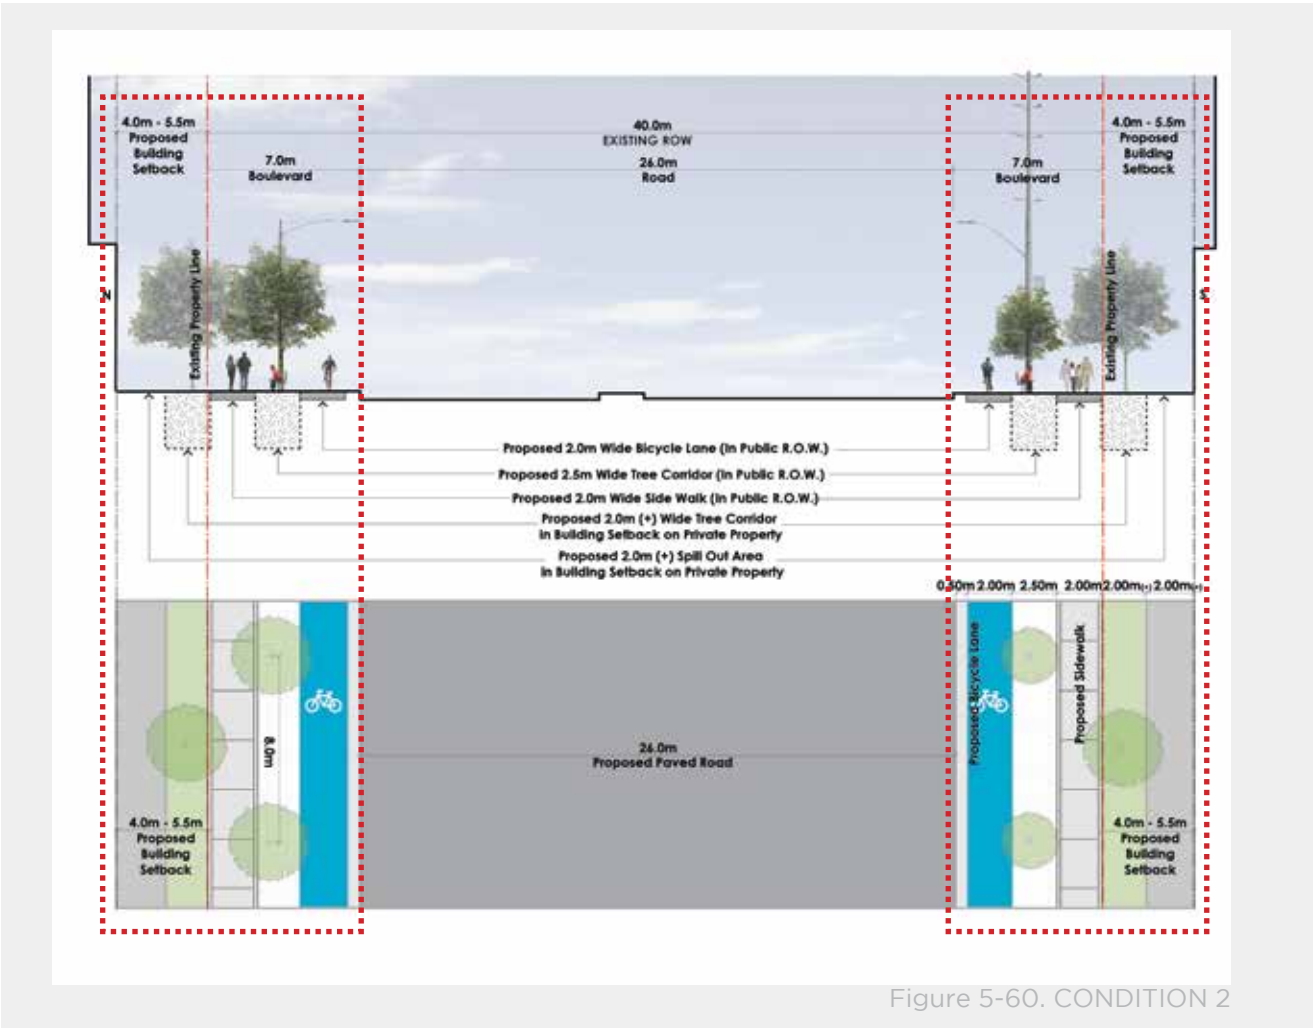 4.0m - 5.5m
Proposed
Building
Setback
7.0m
Boulevard
40.0m
EXISTING ROW
26.0m
Road
7.0m
Boulevard
4.0m - 5.5m
Proposed
Building
Setback
Existing Property Line
Existing Property Line
N
S
Proposed 2.0m Wide Bicycle Lane (In Public R.O.W.)
Proposed 2.5m Wide Tree Corridor (In Public R.O.W.)
Proposed 2.0m Wide Side Walk (In Public R.O.W.)
Proposed 2.0m (+) Wide Tree Corridor
In Building Setback on Private Property
Proposed 2.0m (+) Spill Out Area
In Building Setback on Private Property
0.50m 2.00m 2.50m 2.00m 2.00m(+) 2.00m(+)
Proposed Bicycle Lane
Proposed Sidewalk
8.0m
26.0m
Proposed Paved Road
4.0m - 5.5m
Proposed
Building
Setback
4.0m - 5.5m
Proposed
Building
Setback
Figure 5-60. CONDITION 2